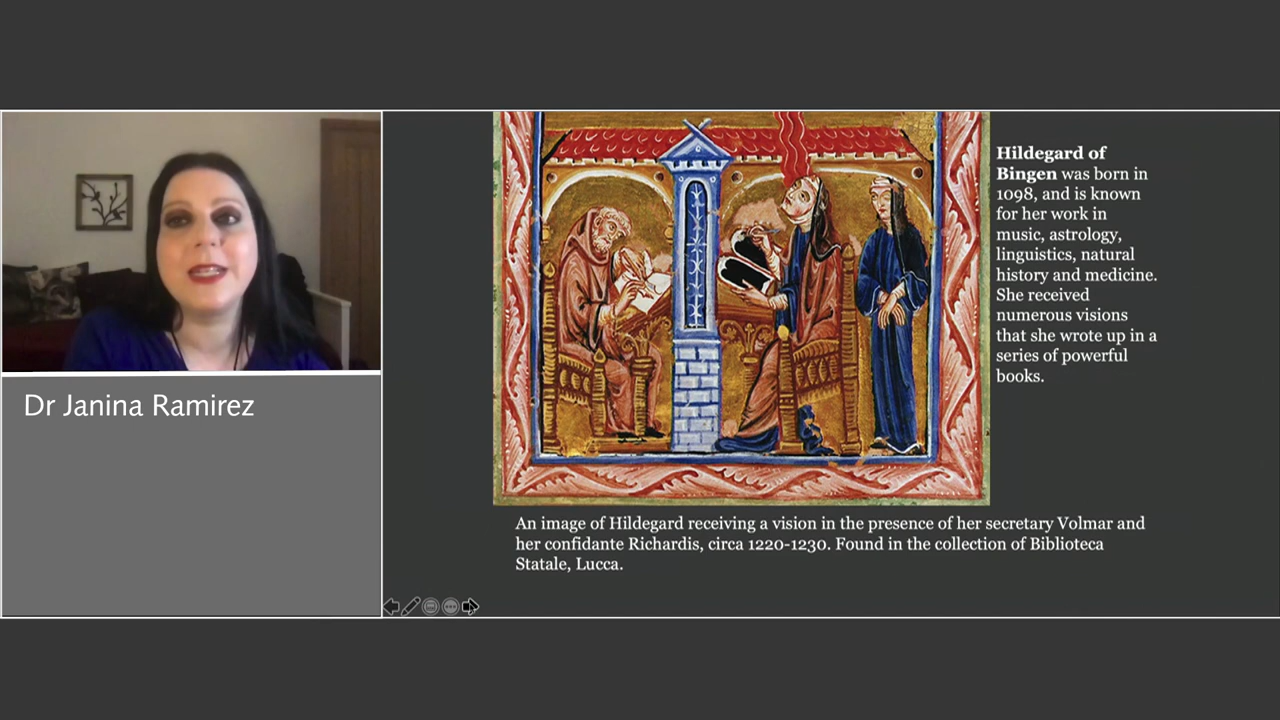 Dr Janina Ramirez
Hildegard of
Bingen was born in
1098, and is known
for her work in
music, astrology,
linguistics, natural
history and medicine.
She received
numerous visions
that she wrote up in a
series of powerful
books.
An image of Hildegard receiving a vision in the presence of her secretary Volmar and
her confidante Richardis, circa 1220-1230. Found in the collection of Biblioteca
Statale, Lucca.